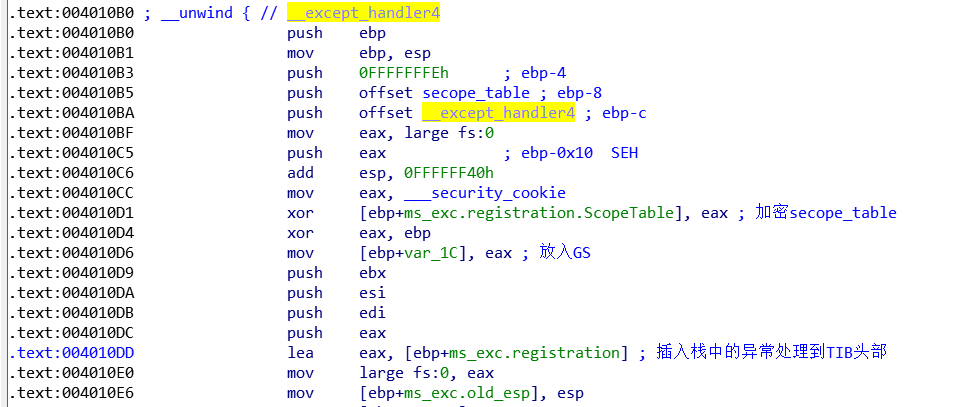 .text:004010B0 ; __unwind { // __except_handler4
.text:004010B0 push ebp
.text:004010B1 mov ebp, esp
.text:004010B3 push 0FFFFFFFEh ; ebp-4
.text:004010B5 push offset secope_table ; ebp-8
.text:004010BA push offset __except_handler4 ; ebp-c
.text:004010BF mov eax, large fs:0
.text:004010C5 push eax ; ebp-0x10 SEH
.text:004010C6 add esp, 0FFFFFF40h
.text:004010CC mov eax, ___security_cookie
.text:004010D1 xor [ebp+ms_exc.registration.ScopeTable], eax ; 加密secope_table
.text:004010D4 xor eax, ebp
.text:004010D6 mov [ebp+var_1C], eax ; 放入GS
.text:004010D9 push ebx
.text:004010DA push esi
.text:004010DB push edi
.text:004010DC push eax
.text:004010DD lea eax, [ebp+ms_exc.registration] ; 插入栈中的异常处理到TIB头部
.text:004010E0 mov large fs:0, eax
.text:004010E6 mov [ebp+ms_exc.old_esp], esp